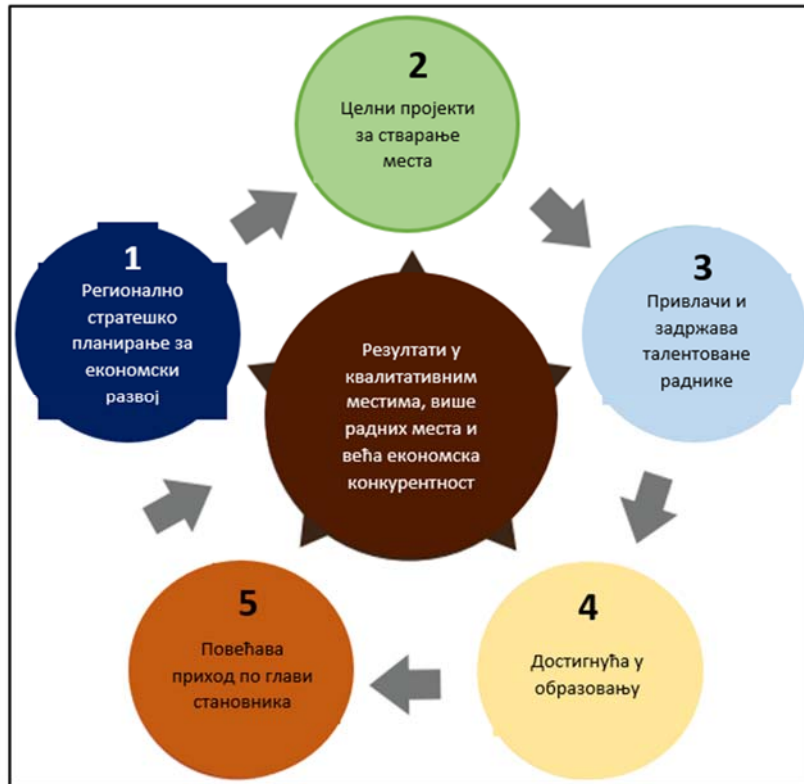 1
Регионално
стратешко
планирање за
економски
развој
2
Целни пројекти
за стварање
места
3
Привлачи и
задржава
талентоване
раднике
4
Достигнућа у
образовању
5
Повећава
приход по глави
становника
Резултати у
квалитативним
местима, више
радних места и
већа економска
конкурентност